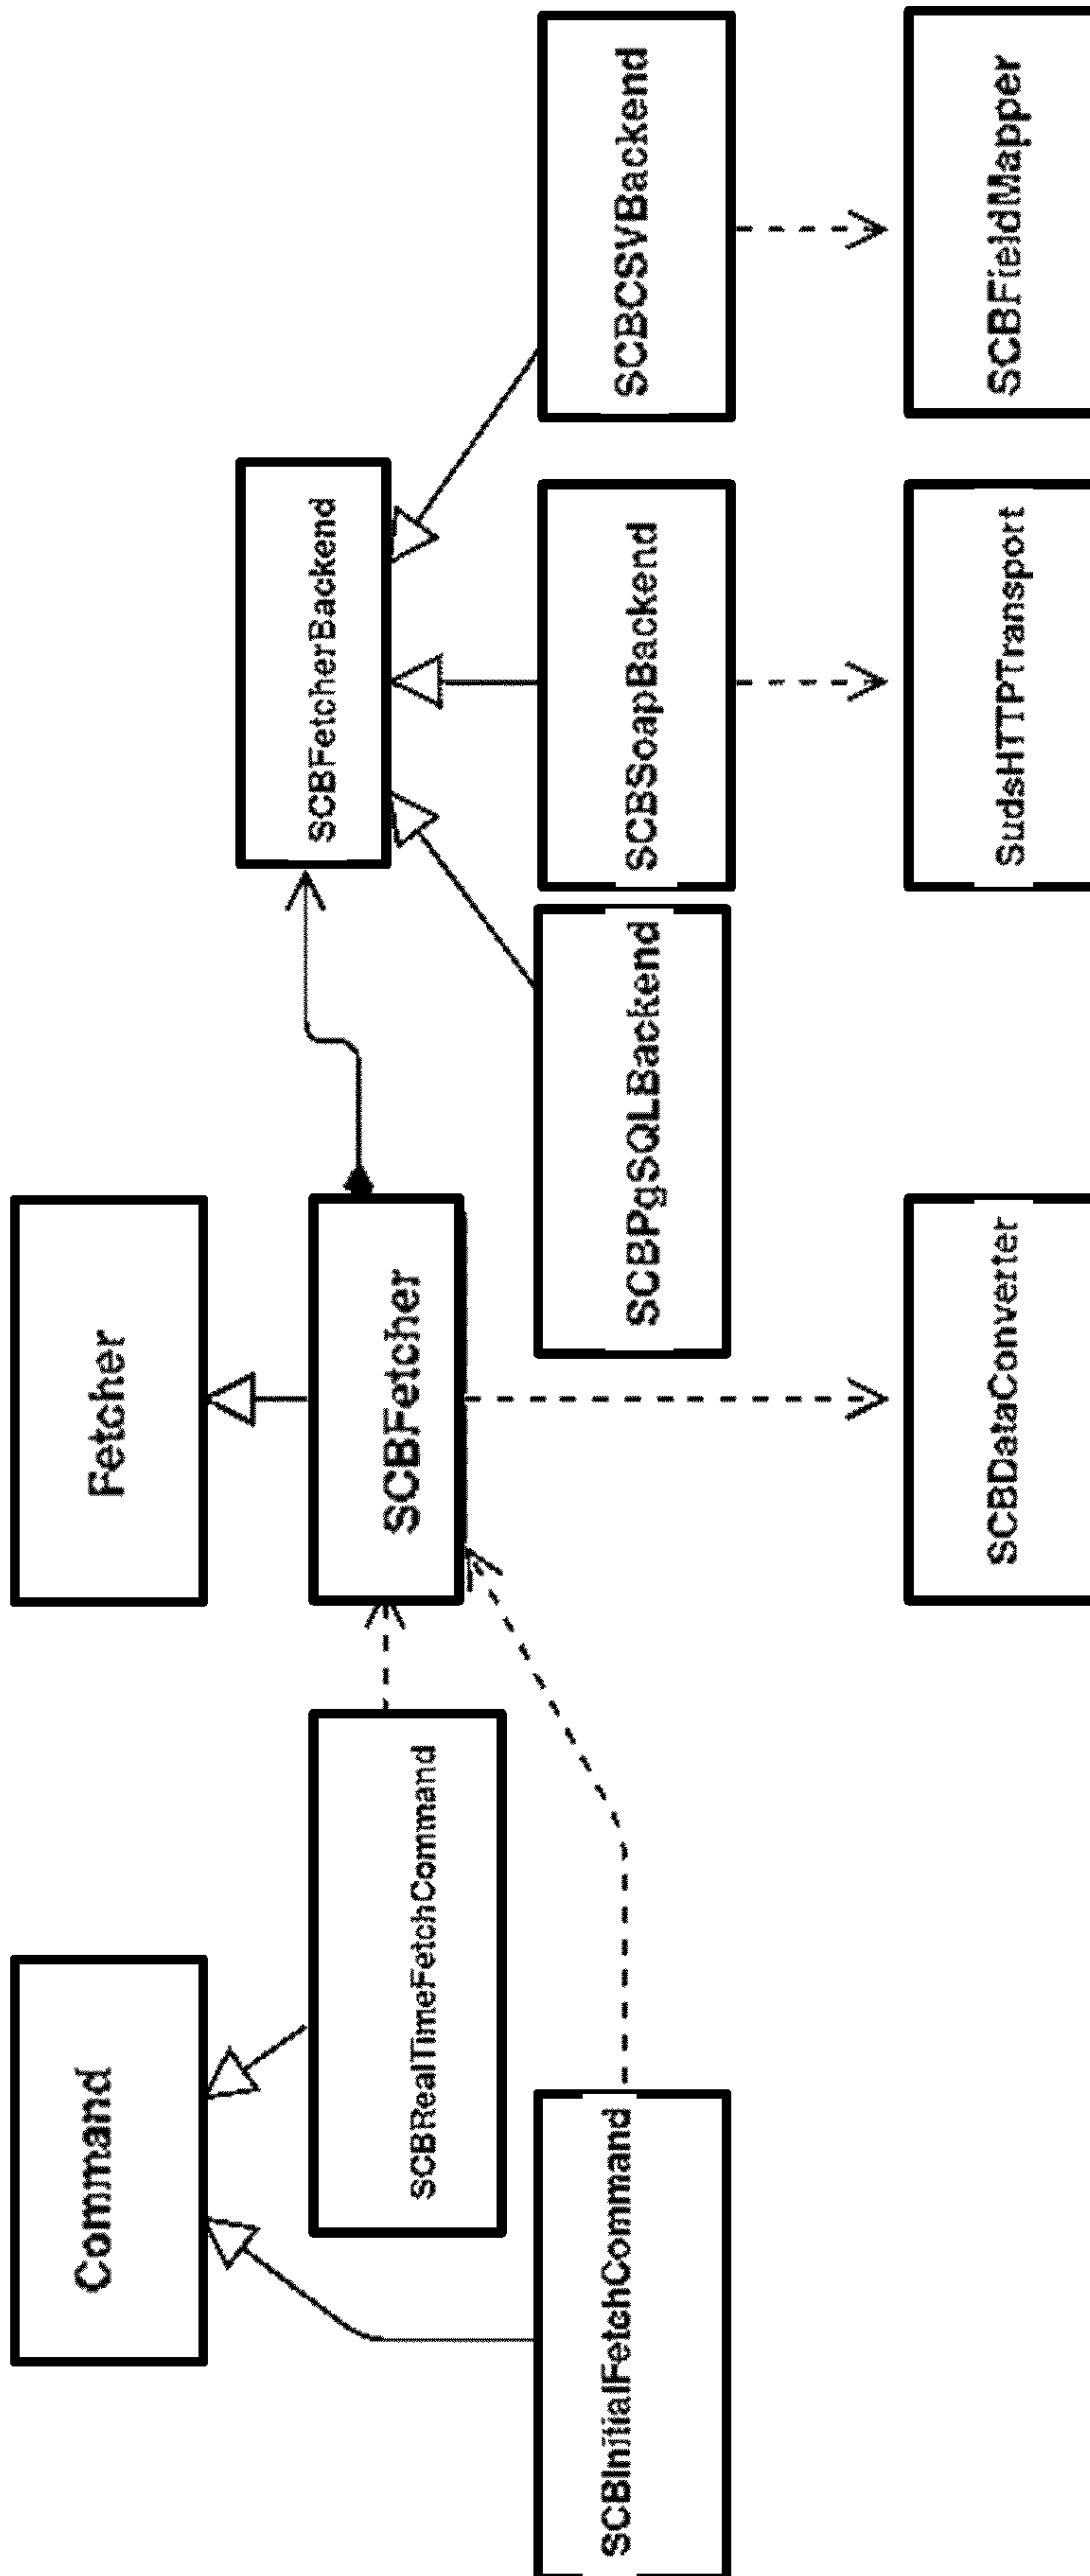 Command
Fetcher
SCBFetcherBackend
SCBRealTimeFetchCommand
SCBFetcher
SCBInitialFetchCommand
SCBPgSQLBackend
SCBSoapBackend
SCBCSVBackend
SCBDataConverter
SudsHTTPTransport
SCBFieldMapper